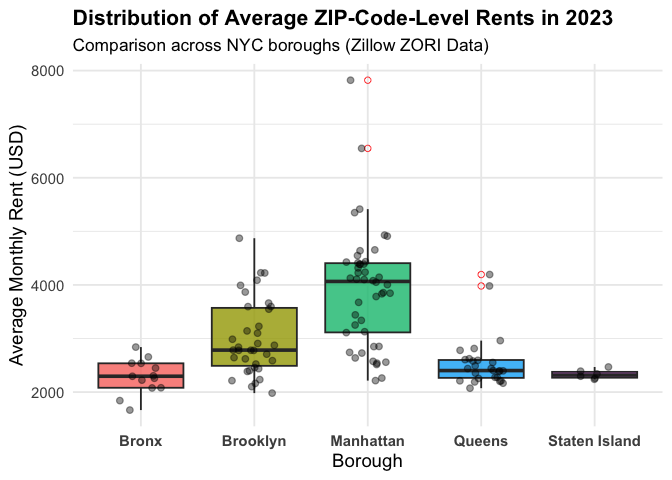 Distribution of Average ZIP-Code-Level Rents in 2023
Comparison across NYC boroughs (Zillow ZORI Data)
Average Monthly Rent (USD)
8000
6000
4000
2000
Bronx Brooklyn Manhattan Queens Staten Island
Borough